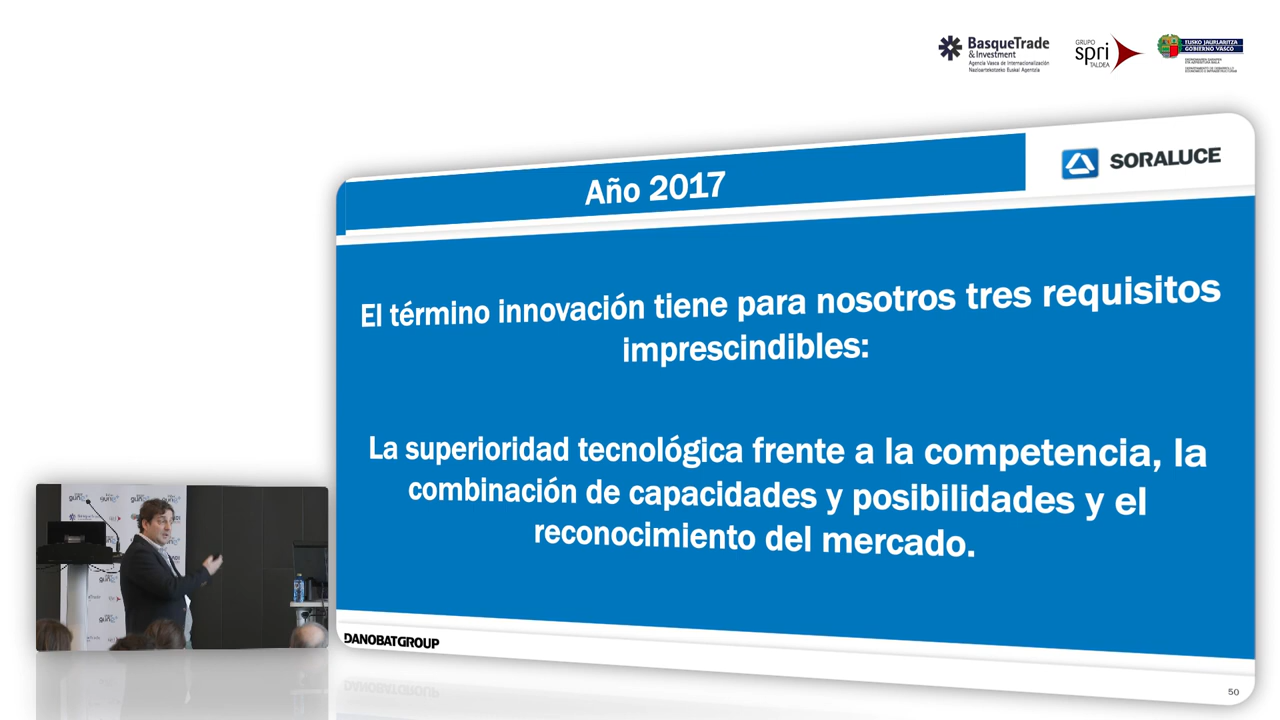 BasqueTrade
& Investment
Agencia Vasca de Internacionalización
Nazioartekotzeko Euskal Agentzia
GRUPO
spri
TALDEA
EUSKO JAURLARITZA
GOBIERNO VASCO
Año 2017
SORALUCE
El término innovación tiene para nosotros tres requisitos
imprescindibles:
La superioridad tecnológica frente a la competencia, la
combinación de capacidades y posibilidades y el
reconocimiento del mercado.
DANOBATGROUP
50